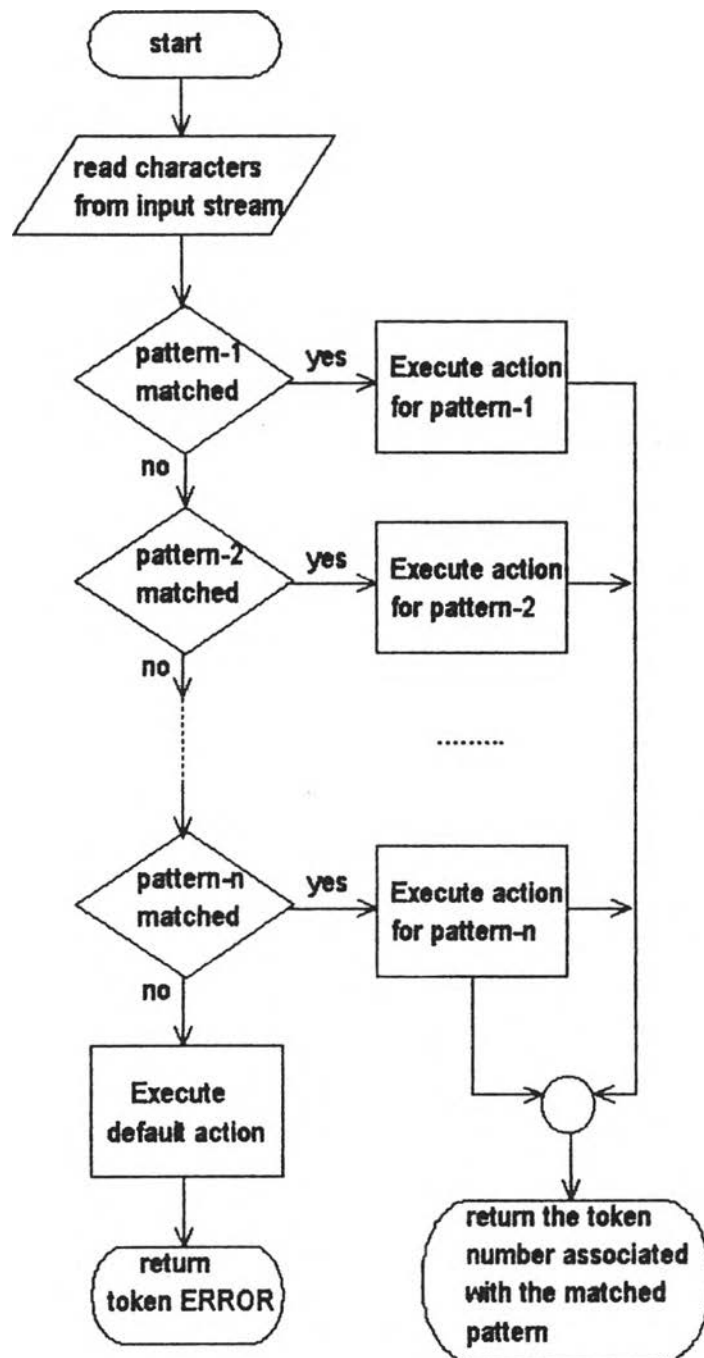 start
read characters
from input stream
pattern-1
matched
yes
Execute action
for pattern-1
no
pattern-2
matched
yes
Execute action
for pattern-2
no
.........
pattern-n
matched
yes
Execute action
for pattern-n
no
Execute
default action
return the token
number associated
with the matched
pattern
return
token ERROR